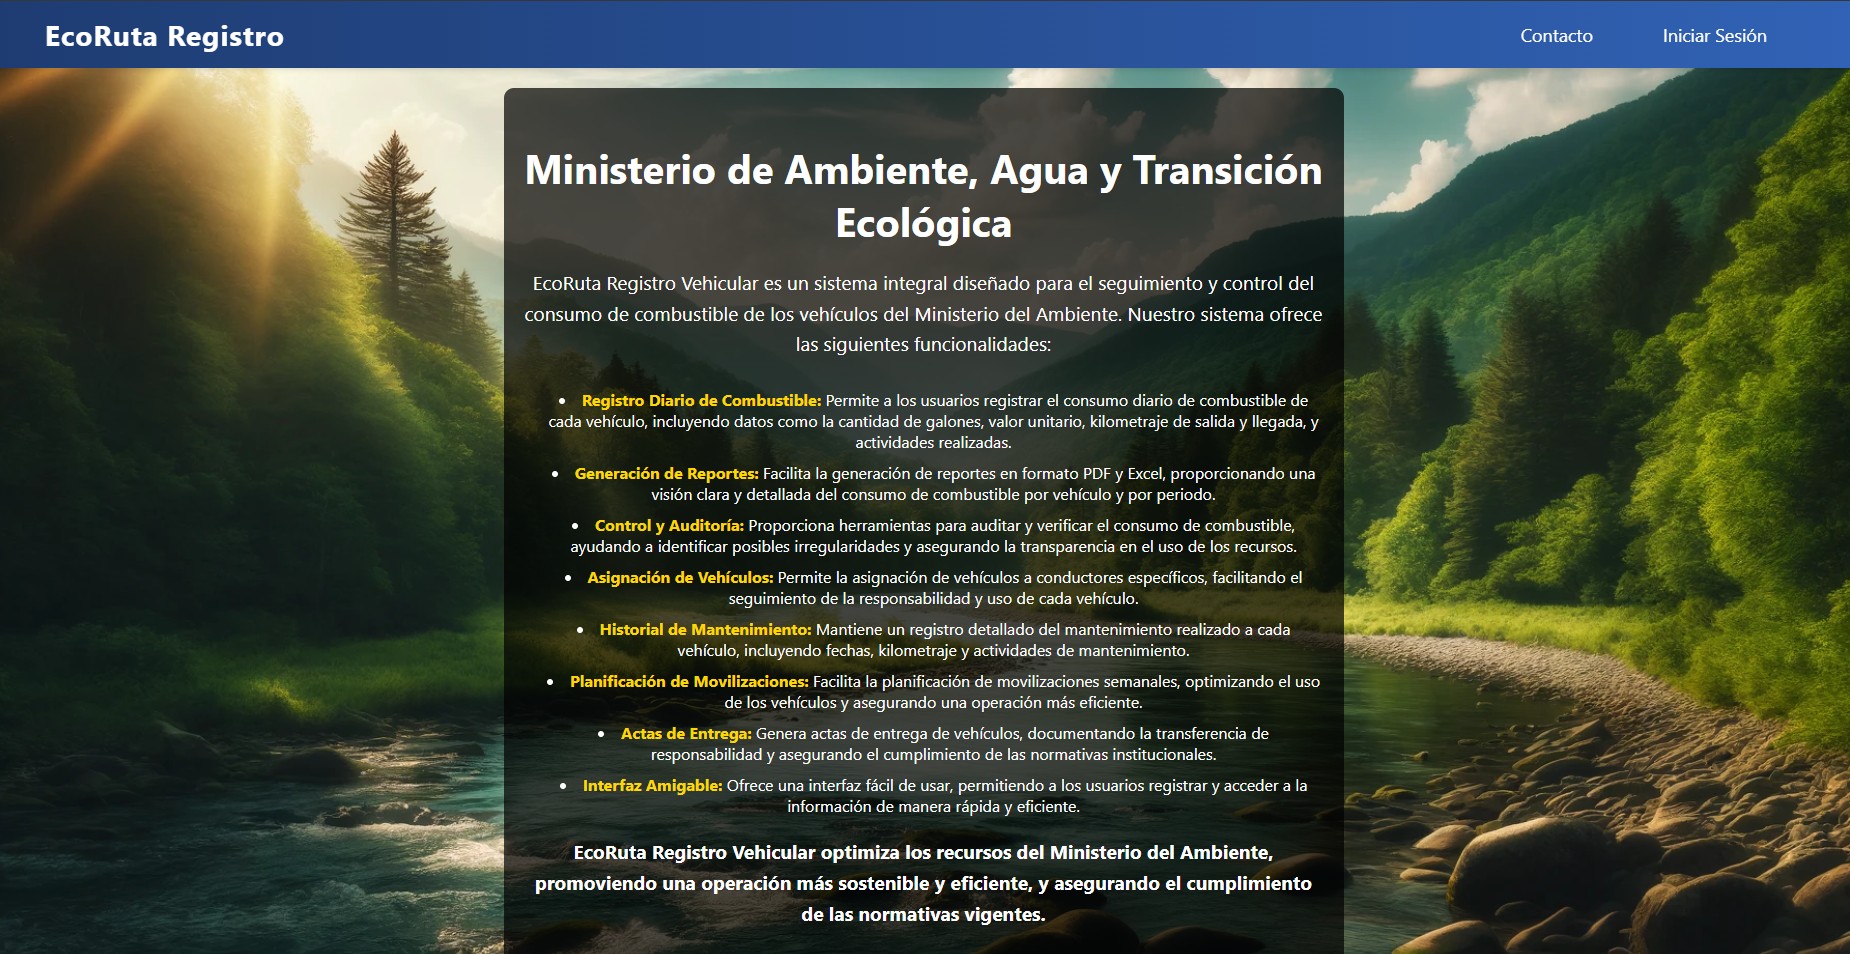 EcoRuta Registro
Contacto
Iniciar Sesión
Ministerio de Ambiente, Agua y Transición
Ecológica
EcoRuta Registro Vehicular es un sistema integral diseñado para el seguimiento y control del
consumo de combustible de los vehículos del Ministerio del Ambiente. Nuestro sistema ofrece
las siguientes funcionalidades:
• Registro Diario de Combustible: Permite a los usuarios registrar el consumo diario de combustible de
cada vehículo, incluyendo datos como la cantidad de galones, valor unitario, kilometraje de salida y llegada, y
actividades realizadas.
• Generación de Reportes: Facilita la generación de reportes en formato PDF y Excel, proporcionando una
visión clara y detallada del consumo de combustible por vehículo y por periodo.
• Control y Auditoría: Proporciona herramientas para auditar y verificar el consumo de combustible,
ayudando a identificar posibles irregularidades y asegurando la transparencia en el uso de los recursos.
• Asignación de Vehículos: Permite la asignación de vehículos a conductores específicos, facilitando el
seguimiento de la responsabilidad y uso de cada vehículo.
• Historial de Mantenimiento: Mantiene un registro detallado del mantenimiento realizado a cada
vehículo, incluyendo fechas, kilometraje y actividades de mantenimiento.
• Planificación de Movilizaciones: Facilita la planificación de movilizaciones semanales, optimizando el uso
de los vehículos y asegurando una operación más eficiente.
• Actas de Entrega: Genera actas de entrega de vehículos, documentando la transferencia de
responsabilidad y asegurando el cumplimiento de las normativas institucionales.
• Interfaz Amigable: Ofrece una interfaz fácil de usar, permitiendo a los usuarios registrar y acceder a la
información de manera rápida y eficiente.
EcoRuta Registro Vehicular optimiza los recursos del Ministerio del Ambiente,
promoviendo una operación más sostenible y eficiente, y asegurando el cumplimiento
de las normativas vigentes.